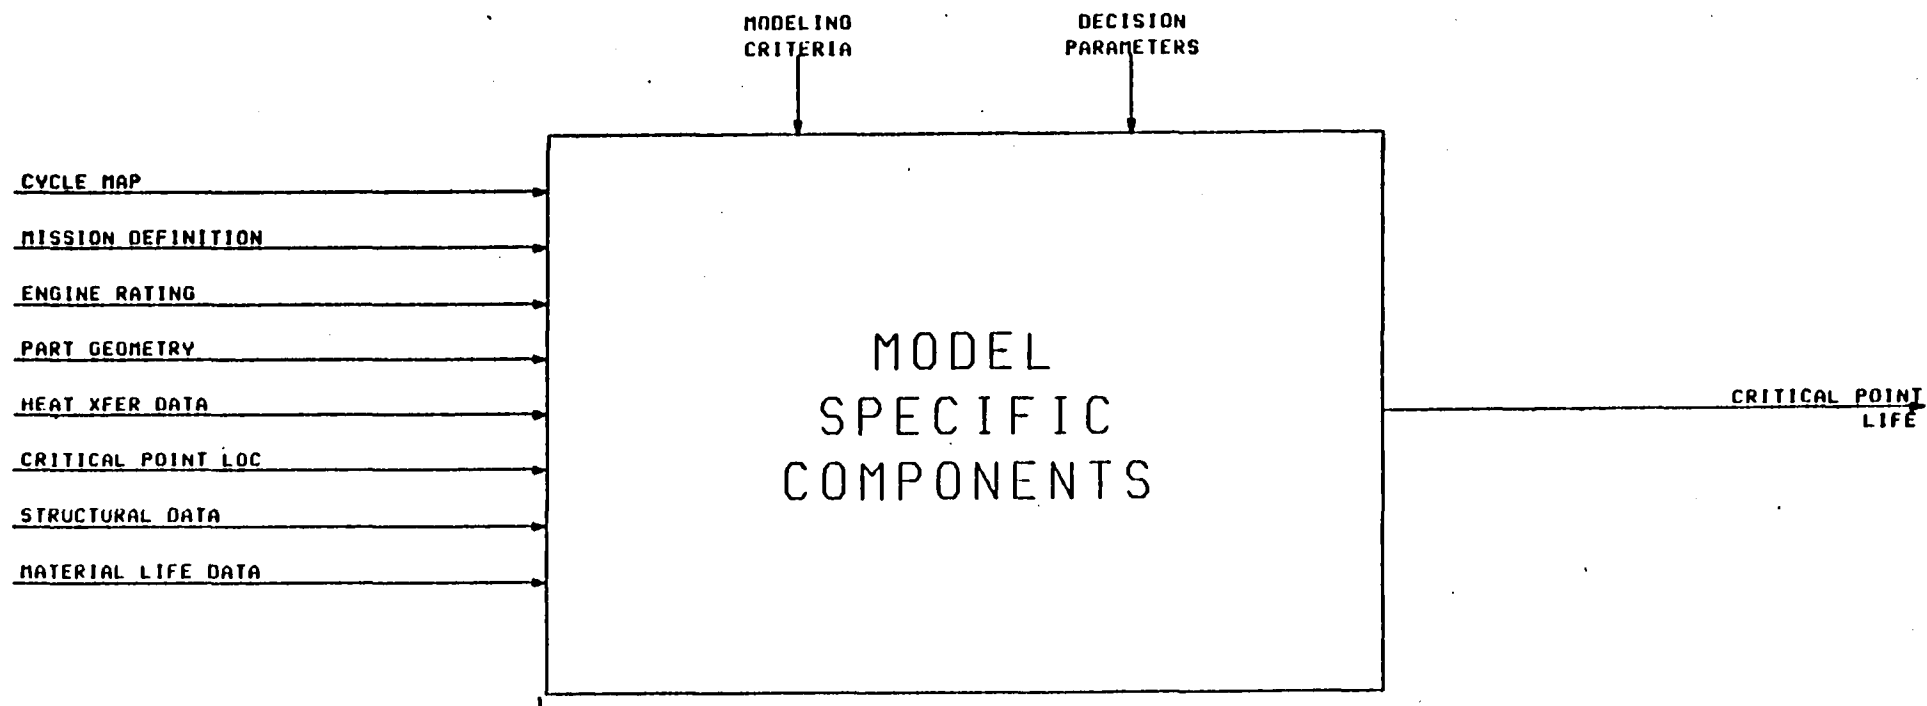 MODELING
CRITERIA
DECISION
PARAMETERS
CYCLE MAP
MISSION DEFINITION
ENGINE RATING
PART GEOMETRY
HEAT XFER DATA
CRITICAL POINT LOC
STRUCTURAL DATA
MATERIAL LIFE DATA
MODEL
SPECIFIC
COMPONENTS
CRITICAL POINT
LIFE